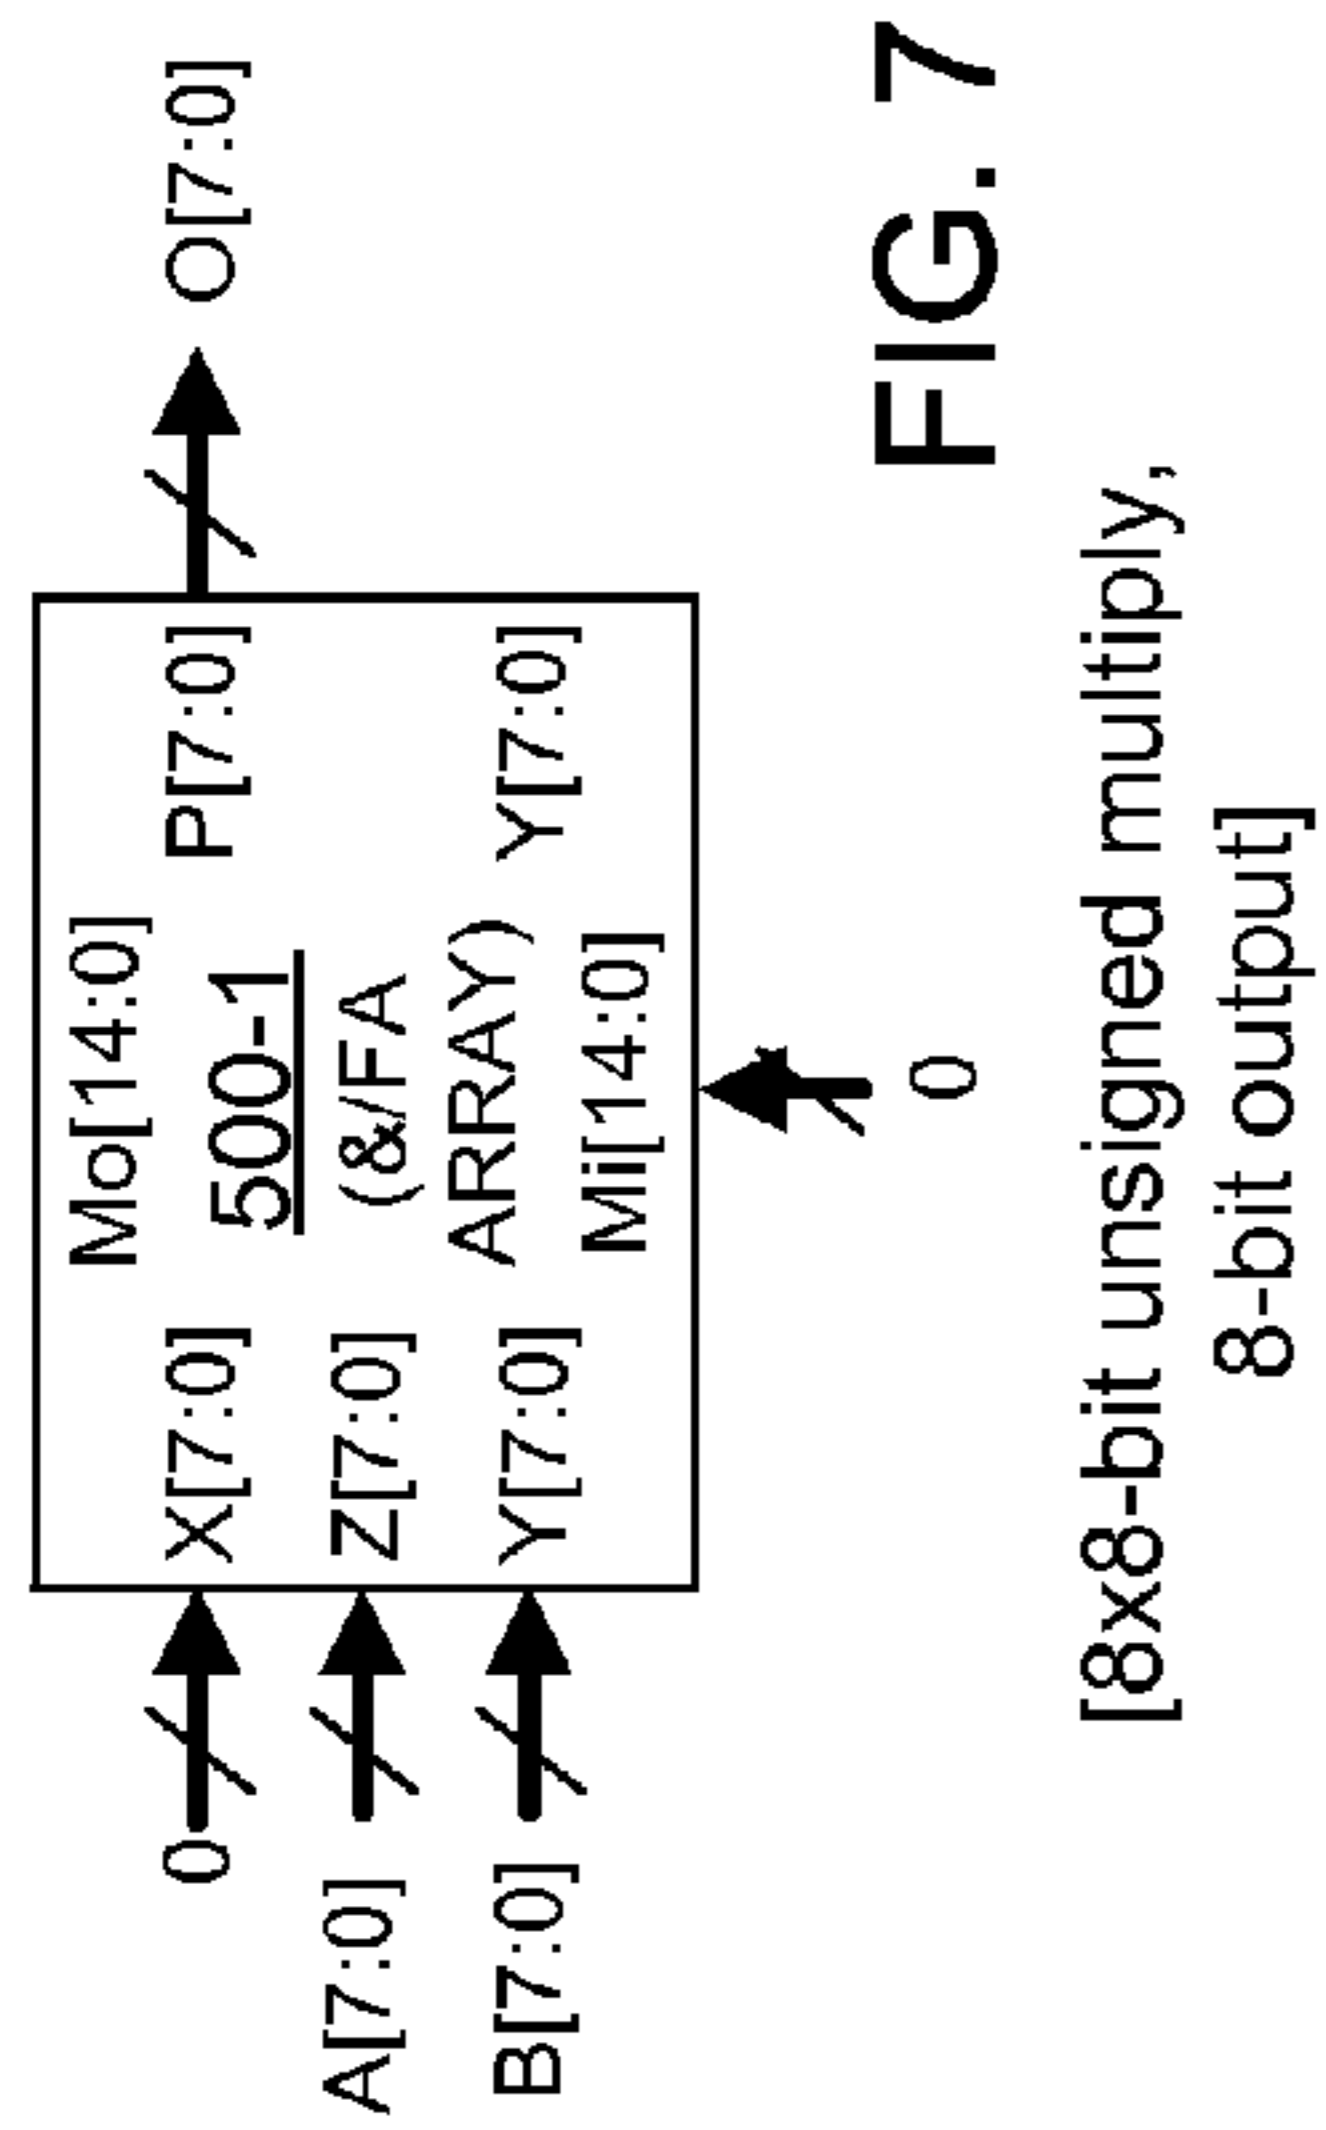 Mo[14:0]
0
X[7:0]
500-1
P[7:0]
O[7:0]
A[7:0]
Z[7:0]
(&/FA
B[7:0]
Y[7:0]
ARRAY)
Y[7:0]
Mi[14:0]
0
FIG. 7
[8x8-bit unsigned multiply,
8-bit output]